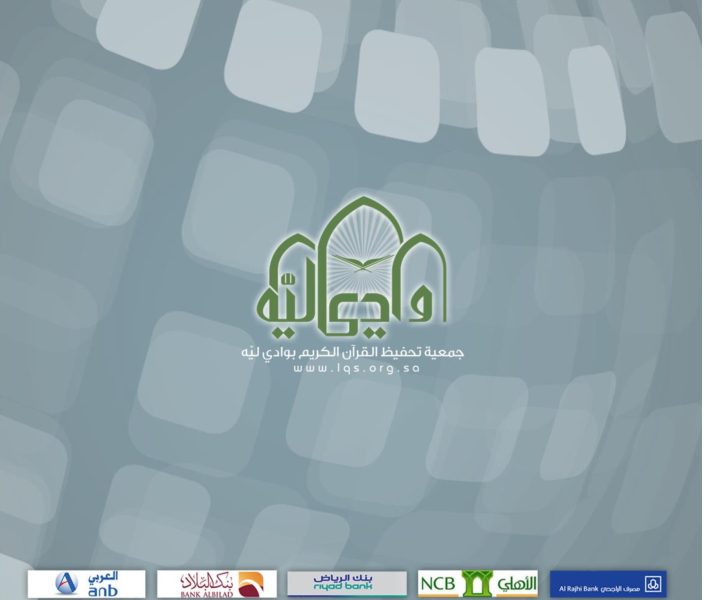 وادي ليّه
جمعية تحفيظ القرآن الكريم بوادي ليّه
www.lqs.org.sa
العربي
anb
بنك البلاد
BANK ALBILAD
بنك الرياض
riyad bank
NCB الأهلي
Al Rajhi Bank مصرف الراجحي